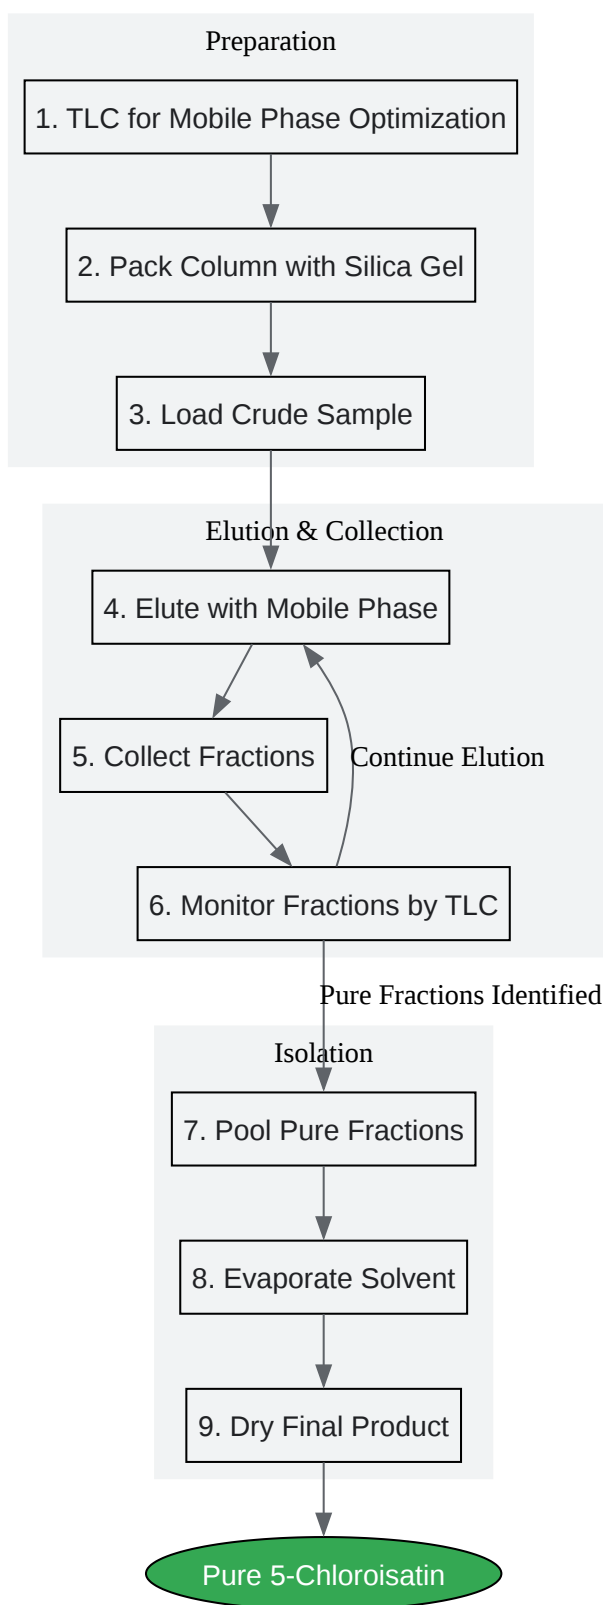 Preparation
1. TLC for Mobile Phase Optimization
2. Pack Column with Silica Gel
3. Load Crude Sample
Elution & Collection
4. Elute with Mobile Phase
5. Collect Fractions
Continue Elution
6. Monitor Fractions by TLC
Pure Fractions Identified
Isolation
7. Pool Pure Fractions
8. Evaporate Solvent
9. Dry Final Product
Pure 5-Chloroisatin